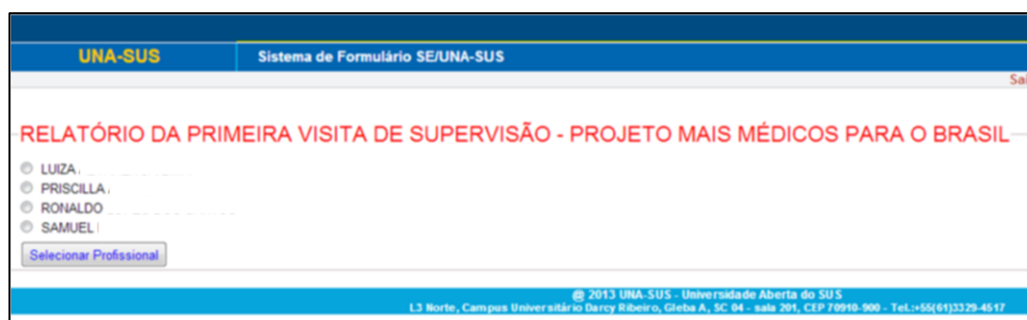 UNA-SUS
Sistema de Formulário SE/UNA-SUS
Sai
RELATÓRIO DA PRIMEIRA VISITA DE SUPERVISÃO - PROJETO MAIS MÉDICOS PARA O BRASIL
LUIZA
PRISCILLA
RONALDO
SAMUEL
Selecionar Profissional
@ 2013 UNA-SUS - Universidade Aberta do SUS
L3 Norte, Campus Universitário Darcy Ribeiro, Gleba A, SC 04 - sala 201, CEP 70910-900 - Tel.:+55(61)3329-4517